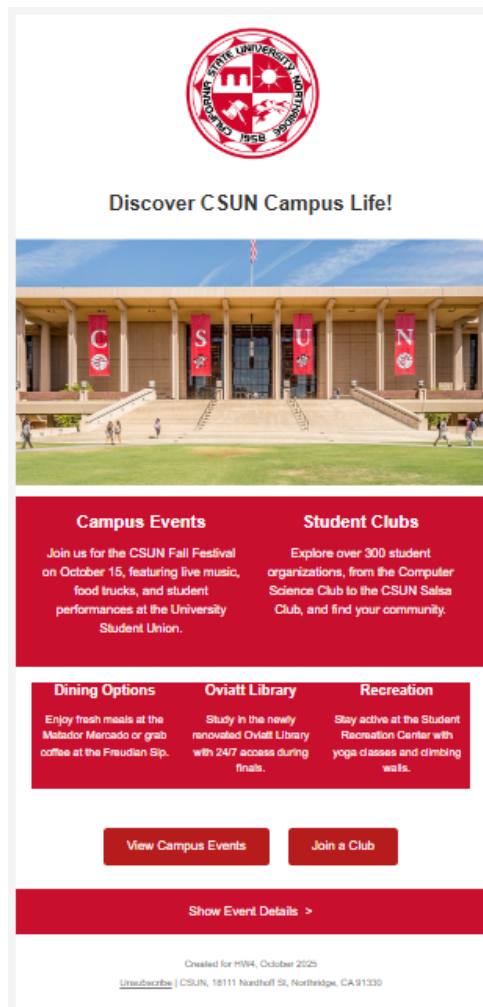 CALIFORNIA STATE UNIVERSITY, NORTHRIDGE
1958
Discover CSUN Campus Life!
C S U N
Campus Events
Join us for the CSUN Fall Festival
on October 15, featuring live music,
food trucks, and student
performances at the University
Student Union.
Student Clubs
Explore over 300 student
organizations, from the Computer
Science Club to the CSUN Salsa
Club, and find your community.
Dining Options
Enjoy fresh meals at the
Matador Mercado or grab
coffee at the Freudian Sip.
Oviatt Library
Study in the newly
renovated Oviatt Library
with 24/7 access during
finals.
Recreation
Stay active at the Student
Recreation Center with
yoga classes and climbing
walls.
View Campus Events
Join a Club
Show Event Details >
Created for HW4, October 2025
Unsubscribe | CSUN, 18111 Nordhoff St, Northridge, CA 91330